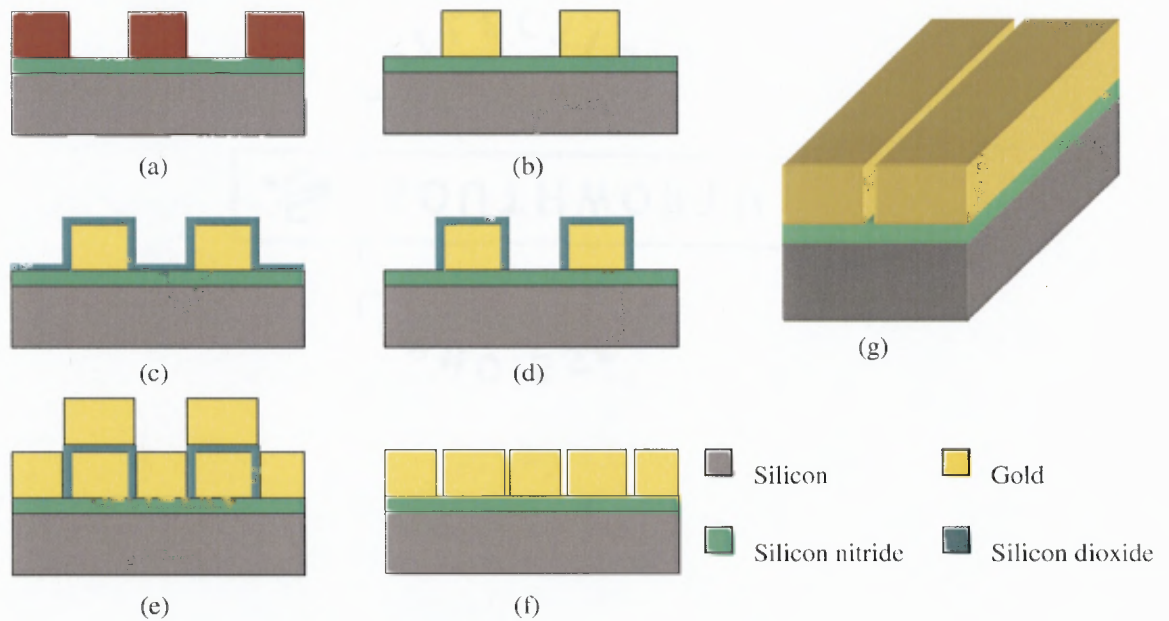 (a)
(b)
(c)
(d)
(g)
(e)
(f)
Silicon
Gold
Silicon nitride
Silicon dioxide